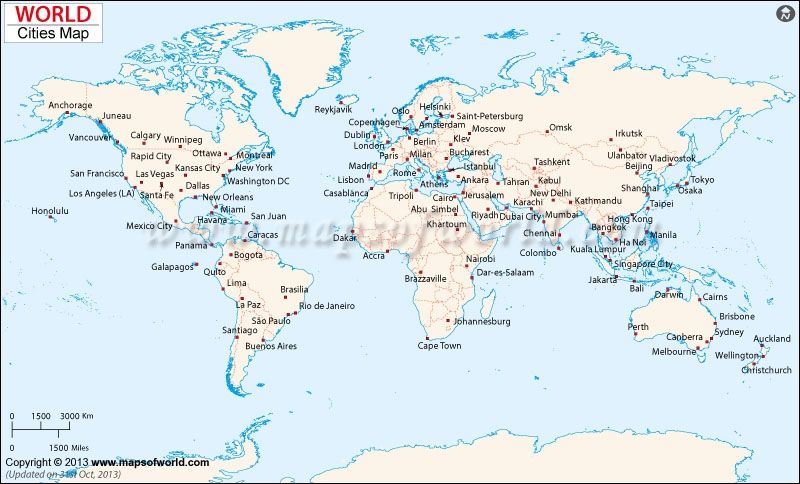 WORLD
Cities Map
Anchorage
Juneau
Vancouver
Calgary
Winnipeg
Rapid City
Ottawa
Montreal
San Francisco
Las Vegas
Kansas City
New York
Washington DC
Los Angeles (LA)
Santa Fe
Dallas
New Orleans
Honolulu
Miami
Mexico City
Havana
San Juan
Panama
Caracas
Galapagos
Bogota
Quito
Lima
Brasilia
La Paz
Rio de Janeiro
São Paulo
Santiago
Buenos Aires
Reykjavik
Oslo
Helsinki
Saint-Petersburg
Copenhagen
Amsterdam
Moscow
Dublin
London
Berlin
Kiev
Paris
Milan
Bucharest
Madrid
Rome
Istanbul
Lisbon
Athens
Ankara
Casablanca
Tripoli
Cairo
Jerusalem
Abu Simbel
Riyadh
Khartoum
Dakar
Accra
Nairobi
Brazzaville
Dar-es-Salaam
Johannesburg
Cape Town
Omsk
Irkutsk
Ulanbator
Vladivostok
Tashkent
Beijing
Tahran
Kabul
Tokyo
Osaka
New Delhi
Shanghai
Karachi
Kathmandu
Taipei
Dubai City
Mumbai
Hong Kong
Chennai
Bangkok
Manila
Colombo
Ha Noi
Kuala Lumpur
Singapore City
Jakarta
Bali
Darwin
Cairns
Brisbane
Perth
Sydney
Canberra
Melbourne
Auckland
Wellington
Christchurch
www.mapsofworld.com
0 1500 3000 Km
0 1500 Miles
Copyright © 2013 www.mapsofworld.com
(Updated on 31st Oct, 2013)